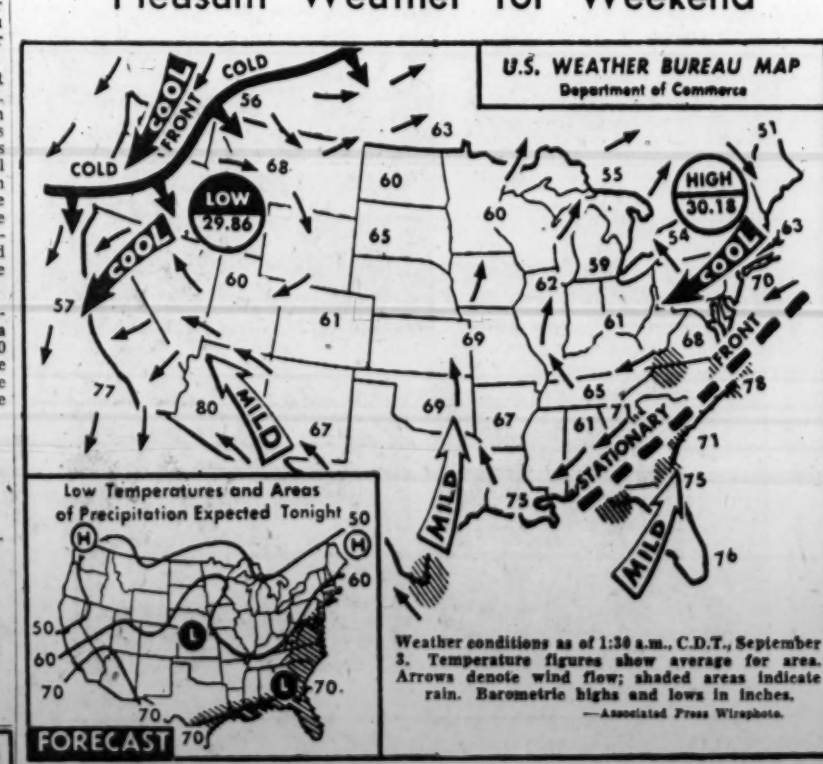 Pleasant Weather for Weekend
U.S. WEATHER BUREAU MAP
Department of Commerce
COLD
COOL
FRONT
56
COLD
68
LOW
29.86
COOL
57
60
77
80
MILD
67
63
60
65
61
69
69
67
60
62
55
59
61
54
HIGH
30.18
51
63
COOL
70
68
FRONT
78
65
61
STATIONARY
71
75
75
MILD
MILD
76
Low Temperatures and Areas
of Precipitation Expected Tonight
50
H
H
60
L
50
60
70
L
70
70
70
FORECAST
Weather conditions as of 1:30 a.m., C.D.T., September
3. Temperature figures show average for area.
Arrows denote wind flow; shaded areas indicate
rain. Barometric highs and lows in inches.
—Associated Press Wirephoto.